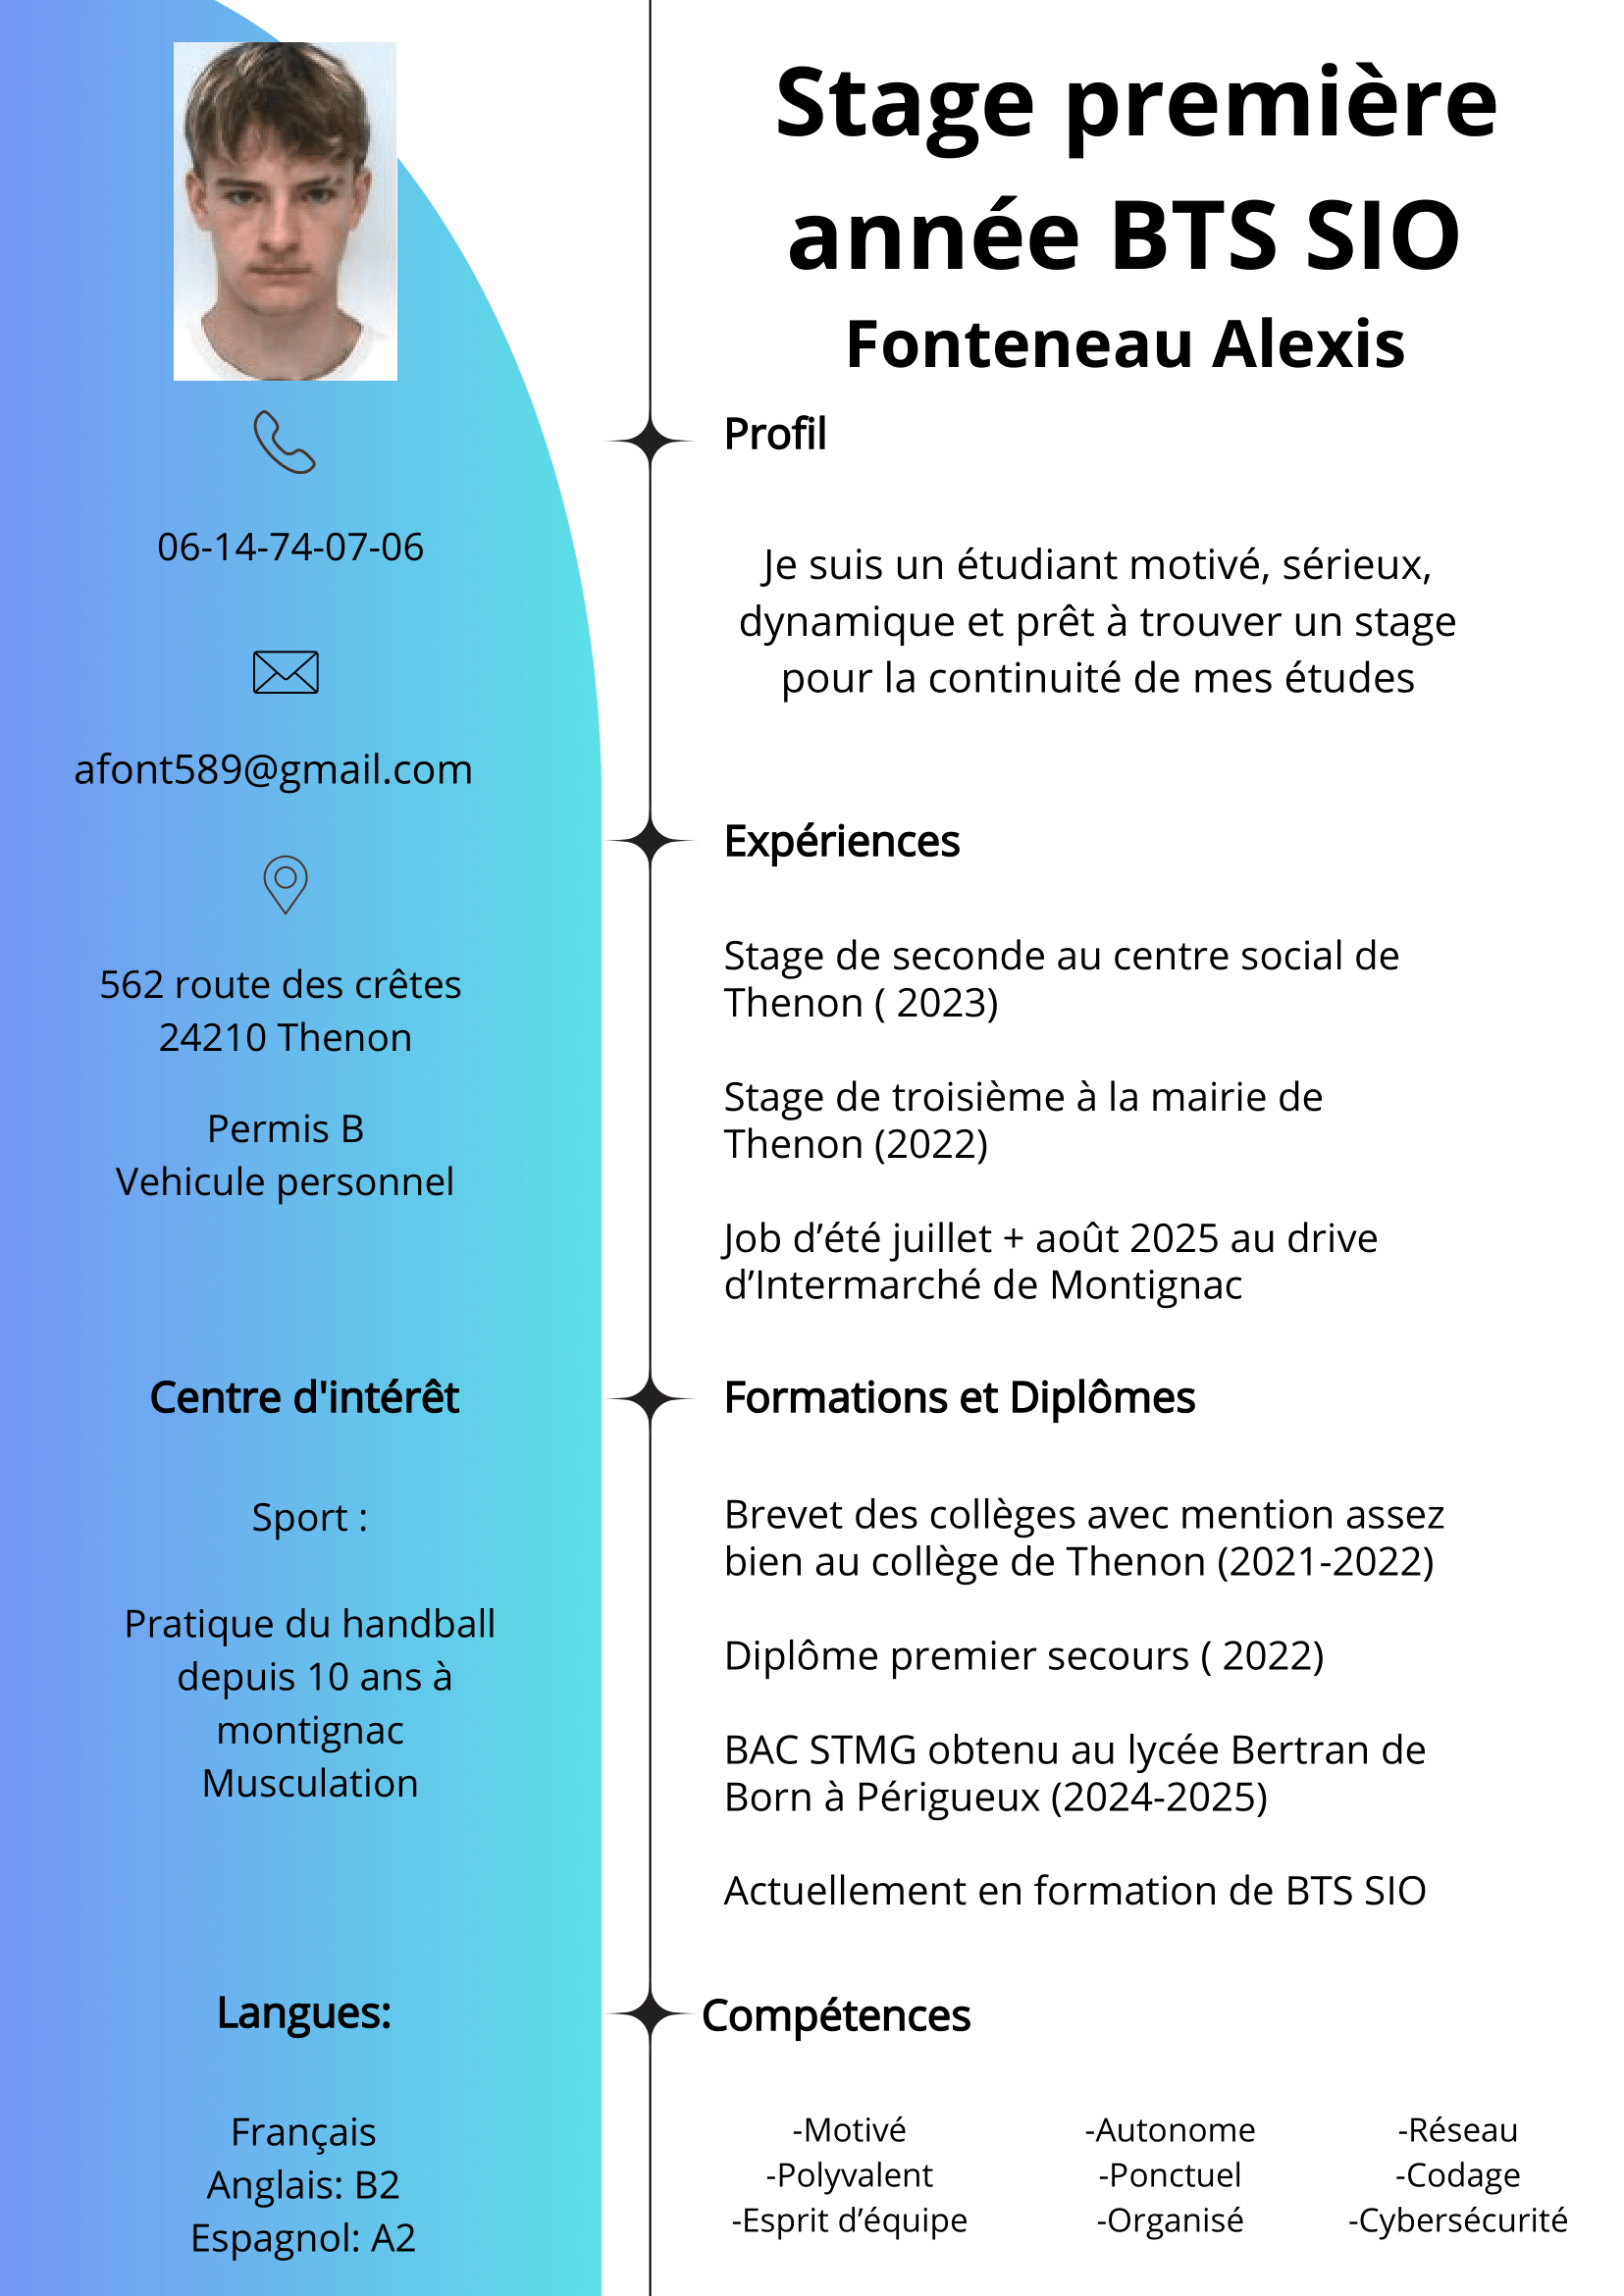 Stage première
année BTS SIO
Fonteneau Alexis
06-14-74-07-06
afont589@gmail.com
562 route des crêtes
24210 Thenon
Permis B
Vehicule personnel
Centre d'intérêt
Sport :
Pratique du handball
depuis 10 ans à
montignac
Musculation
Langues:
Français
Anglais: B2
Espagnol: A2
Profil
Je suis un étudiant motivé, sérieux,
dynamique et prêt à trouver un stage
pour la continuité de mes études
Expériences
Stage de seconde au centre social de
Thenon ( 2023)
Stage de troisième à la mairie de
Thenon (2022)
Job d’été juillet + août 2025 au drive
d’Intermarché de Montignac
Formations et Diplômes
Brevet des collèges avec mention assez
bien au collège de Thenon (2021-2022)
Diplôme premier secours ( 2022)
BAC STMG obtenu au lycée Bertran de
Born à Périgueux (2024-2025)
Actuellement en formation de BTS SIO
Compétences
-Motivé
-Polyvalent
-Esprit d’équipe
-Autonome
-Ponctuel
-Organisé
-Réseau
-Codage
-Cybersécurité